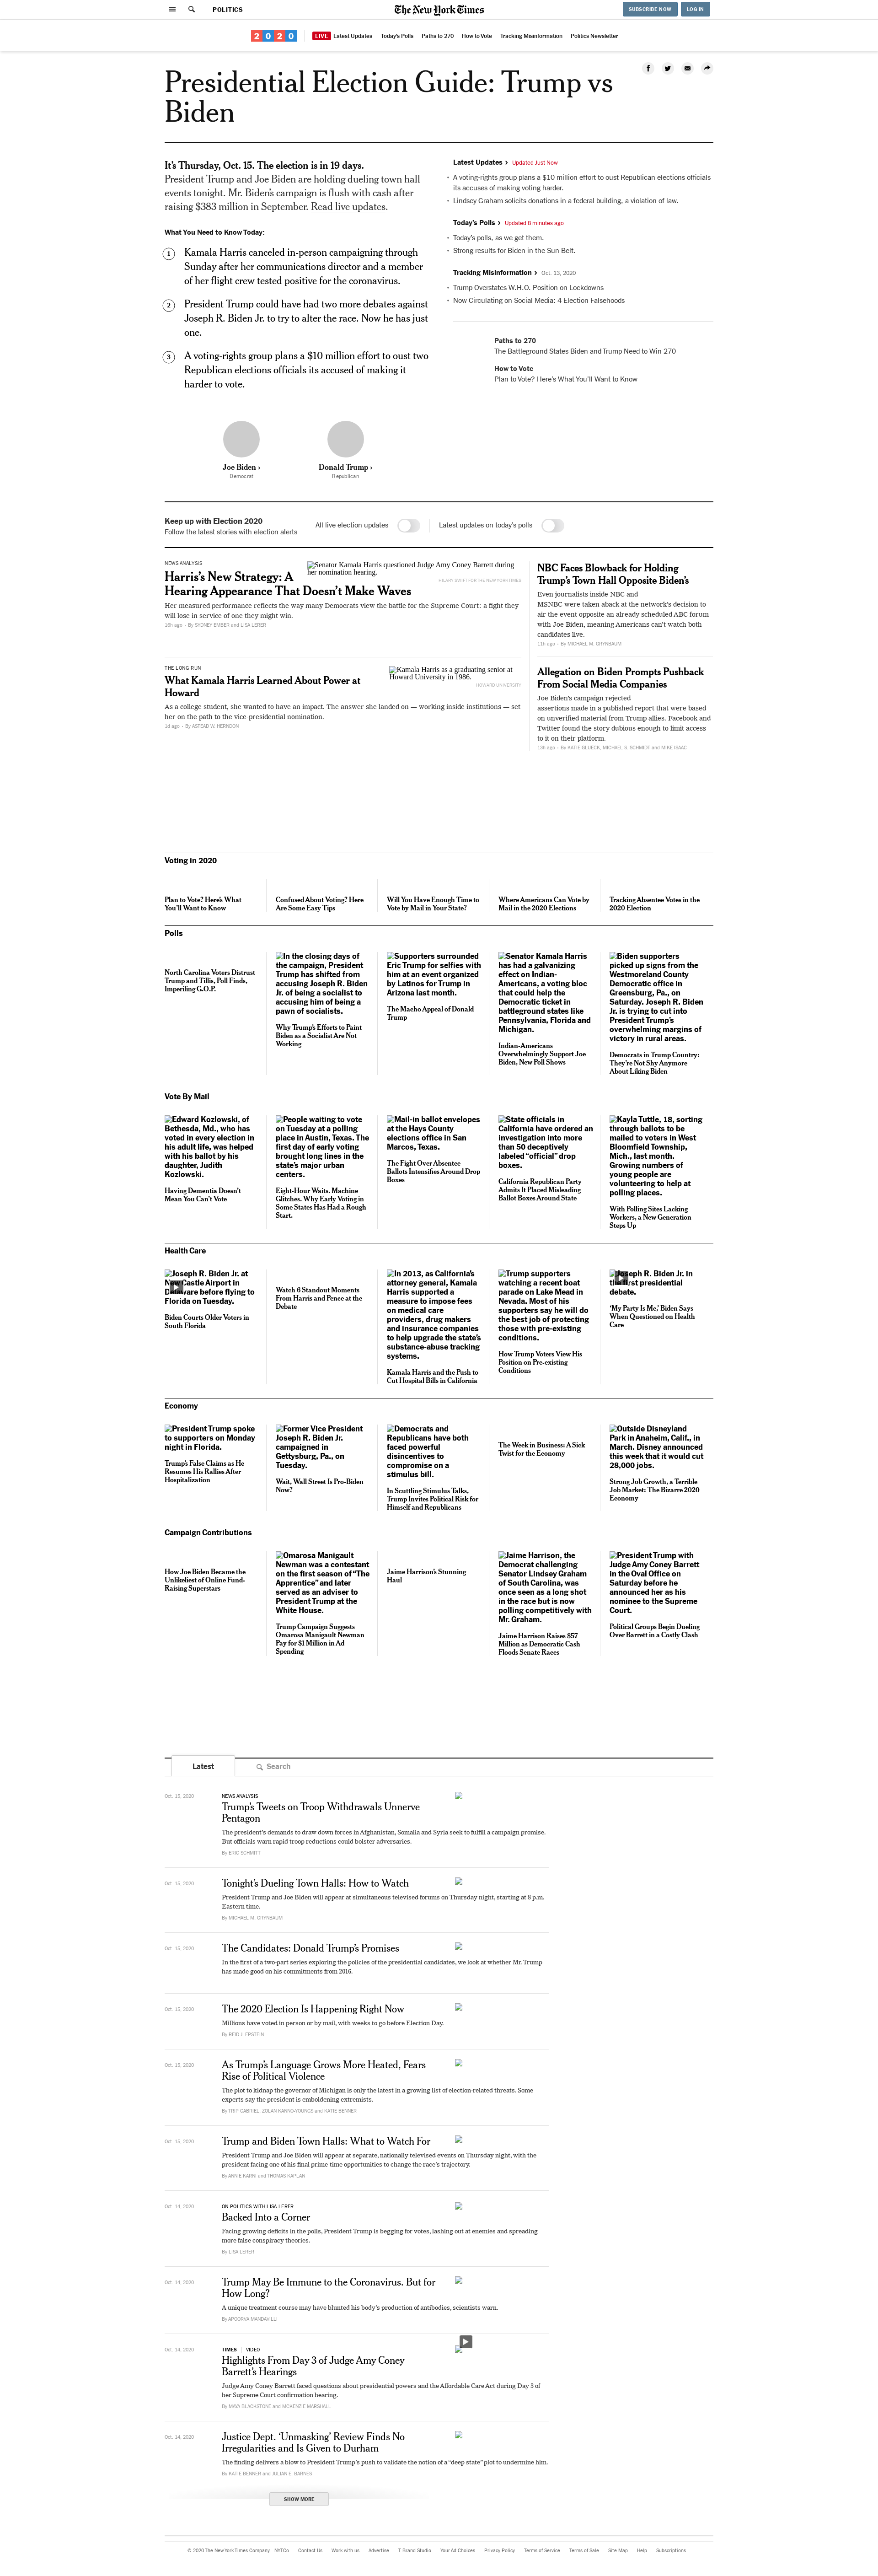 POLITICS
The New York Times
SUBSCRIBE NOW
LOG IN
2020
LIVE Latest Updates
Today's Polls
Paths to 270
How to Vote
Tracking Misinformation
Politics Newsletter
Presidential Election Guide: Trump vs
Biden
It's Thursday, Oct. 15. The election is in 19 days.
President Trump and Joe Biden are holding dueling town hall
events tonight. Mr. Biden's campaign is flush with cash after
raising $383 million in September. Read live updates.
What You Need to Know Today:
1
Kamala Harris canceled in-person campaigning through
Sunday after her communications director and a member
of her flight crew tested positive for the coronavirus.
2
President Trump could have had two more debates against
Joseph R. Biden Jr. to try to alter the race. Now he has just
one.
3
A voting-rights group plans a $10 million effort to oust two
Republican elections officials its accused of making it
harder to vote.
Joe Biden ›
Democrat
Donald Trump ›
Republican
Latest Updates › Updated Just Now
• A voting-rights group plans a $10 million effort to oust Republican elections officials
its accuses of making voting harder.
• Lindsey Graham solicits donations in a federal building, a violation of law.
Today's Polls › Updated 8 minutes ago
• Today's polls, as we get them.
• Strong results for Biden in the Sun Belt.
Tracking Misinformation › Oct. 13, 2020
• Trump Overstates W.H.O. Position on Lockdowns
• Now Circulating on Social Media: 4 Election Falsehoods
Paths to 270
The Battleground States Biden and Trump Need to Win 270
How to Vote
Plan to Vote? Here's What You'll Want to Know
Keep up with Election 2020
Follow the latest stories with election alerts
All live election updates
Latest updates on today's polls
NEWS ANALYSIS
Harris's New Strategy: A
Hearing Appearance That Doesn't Make Waves
Senator Kamala Harris questioned Judge Amy Coney Barrett during
her nomination hearing.
HILARY SWIFT FOR THE NEW YORK TIMES
Her measured performance reflects the way many Democrats view the battle for the Supreme Court: a fight they
will lose in service of one they might win.
16h ago – By SYDNEY EMBER and LISA LERER
THE LONG RUN
What Kamala Harris Learned About Power at
Howard
Kamala Harris as a graduating senior at
Howard University in 1986.
HOWARD UNIVERSITY
As a college student, she wanted to have an impact. The answer she landed on — working inside institutions — set
her on the path to the vice-presidential nomination.
1d ago – By ASTEAD W. HERNDON
NBC Faces Blowback for Holding
Trump's Town Hall Opposite Biden's
Even journalists inside NBC and
MSNBC were taken aback at the network's decision to
air the event opposite an already scheduled ABC forum
with Joe Biden, meaning Americans can't watch both
candidates live.
11h ago – By MICHAEL M. GRYNBAUM
Allegation on Biden Prompts Pushback
From Social Media Companies
Joe Biden's campaign rejected
assertions made in a published report that were based
on unverified material from Trump allies. Facebook and
Twitter found the story dubious enough to limit access
to it on their platform.
13h ago – By KATIE GLUECK, MICHAEL S. SCHMIDT and MIKE ISAAC
Voting in 2020
Plan to Vote? Here's What
You'll Want to Know
Confused About Voting? Here
Are Some Easy Tips
Will You Have Enough Time to
Vote by Mail in Your State?
Where Americans Can Vote by
Mail in the 2020 Elections
Tracking Absentee Votes in the
2020 Election
Polls
North Carolina Voters Distrust
Trump and Tillis, Poll Finds,
Imperiling G.O.P.
In the closing days of
the campaign, President
Trump has shifted from
accusing Joseph R. Biden
Jr. of being a socialist to
accusing him of being a
pawn of socialists.
Why Trump's Efforts to Paint
Biden as a Socialist Are Not
Working
Supporters surrounded
Eric Trump for selfies with
him at an event organized
by Latinos for Trump in
Arizona last month.
The Macho Appeal of Donald
Trump
Senator Kamala Harris
has had a galvanizing
effect on Indian-
Americans, a voting bloc
that could help the
Democratic ticket in
battleground states like
Pennsylvania, Florida and
Michigan.
Indian-Americans
Overwhelmingly Support Joe
Biden, New Poll Shows
Biden supporters
picked up signs from the
Westmoreland County
Democratic office in
Greensburg, Pa., on
Saturday. Joseph R. Biden
Jr. is trying to cut into
President Trump's
overwhelming margins of
victory in rural areas.
Democrats in Trump Country:
They're Not Shy Anymore
About Liking Biden
Vote By Mail
Edward Kozlowski, of
Bethesda, Md., who has
voted in every election in
his adult life, was helped
with his ballot by his
daughter, Judith
Kozlowski.
Having Dementia Doesn't
Mean You Can't Vote
People waiting to vote
on Tuesday at a polling
place in Austin, Texas. The
first day of early voting
brought long lines in the
state's major urban
centers.
Eight-Hour Waits. Machine
Glitches. Why Early Voting in
Some States Has Had a Rough
Start.
Mail-in ballot envelopes
at the Hays County
elections office in San
Marcos, Texas.
The Fight Over Absentee
Ballots Intensifies Around Drop
Boxes
State officials in
California have ordered an
investigation into more
than 50 deceptively
labeled "official" drop
boxes.
California Republican Party
Admits It Placed Misleading
Ballot Boxes Around State
Kayla Tuttle, 18, sorting
through ballots to be
mailed to voters in West
Bloomfield Township,
Mich., last month.
Growing numbers of
young people are
volunteering to help at
polling places.
With Polling Sites Lacking
Workers, a New Generation
Steps Up
Health Care
Joseph R. Biden Jr. at
New Castle Airport in
Delaware before flying to
Florida on Tuesday.
Biden Courts Older Voters in
South Florida
Watch 6 Standout Moments
From Harris and Pence at the
Debate
In 2013, as California's
attorney general, Kamala
Harris supported a
measure to impose fees
on medical care
providers, drug makers
and insurance companies
to help upgrade the state's
substance-abuse tracking
systems.
Kamala Harris and the Push to
Cut Hospital Bills in California
Trump supporters
watching a recent boat
parade on Lake Mead in
Nevada. Most of his
supporters say he will do
the best job of protecting
those with pre-existing
conditions.
How Trump Voters View His
Position on Pre-existing
Conditions
Joseph R. Biden Jr. in
the first presidential
debate.
'My Party Is Me,' Biden Says
When Questioned on Health
Care
Economy
President Trump spoke
to supporters on Monday
night in Florida.
Trump's False Claims as He
Resumes His Rallies After
Hospitalization
Former Vice President
Joseph R. Biden Jr.
campaigned in
Gettysburg, Pa., on
Tuesday.
Wait, Wall Street Is Pro-Biden
Now?
Democrats and
Republicans have both
faced powerful
disincentives to
compromise on a
stimulus bill.
In Scuttling Stimulus Talks,
Trump Invites Political Risk for
Himself and Republicans
The Week in Business: A Sick
Twist for the Economy
Outside Disneyland
Park in Anaheim, Calif., in
March. Disney announced
this week that it would cut
28,000 jobs.
Strong Job Growth, a Terrible
Job Market: The Bizarre 2020
Economy
Campaign Contributions
How Joe Biden Became the
Unlikeliest of Online Fund-
Raising Superstars
Omarosa Manigault
Newman was a contestant
on the first season of "The
Apprentice" and later
served as an adviser to
President Trump at the
White House.
Trump Campaign Suggests
Omarosa Manigault Newman
Pay for $1 Million in Ad
Spending
Jaime Harrison's Stunning
Haul
Jaime Harrison, the
Democrat challenging
Senator Lindsey Graham
of South Carolina, was
once seen as a long shot
in the race but is now
polling competitively with
Mr. Graham.
Jaime Harrison Raises $57
Million as Democratic Cash
Floods Senate Races
President Trump with
Judge Amy Coney Barrett
in the Oval Office on
Saturday before he
announced her as his
nominee to the Supreme
Court.
Political Groups Begin Dueling
Over Barrett in a Costly Clash
Latest
Search
Oct. 15, 2020
NEWS ANALYSIS
Trump's Tweets on Troop Withdrawals Unnerve
Pentagon
The president's demands to draw down forces in Afghanistan, Somalia and Syria seek to fulfill a campaign promise.
But officials warn rapid troop reductions could bolster adversaries.
By ERIC SCHMITT
Oct. 15, 2020
Tonight's Dueling Town Halls: How to Watch
President Trump and Joe Biden will appear at simultaneous televised forums on Thursday night, starting at 8 p.m.
Eastern time.
By MICHAEL M. GRYNBAUM
Oct. 15, 2020
The Candidates: Donald Trump's Promises
In the first of a two-part series exploring the policies of the presidential candidates, we look at whether Mr. Trump
has made good on his commitments from 2016.
Oct. 15, 2020
The 2020 Election Is Happening Right Now
Millions have voted in person or by mail, with weeks to go before Election Day.
By REID J. EPSTEIN
Oct. 15, 2020
As Trump's Language Grows More Heated, Fears
Rise of Political Violence
The plot to kidnap the governor of Michigan is only the latest in a growing list of election-related threats. Some
experts say the president is emboldening extremists.
By TRIP GABRIEL, ZOLAN KANNO-YOUNGS and KATIE BENNER
Oct. 15, 2020
Trump and Biden Town Halls: What to Watch For
President Trump and Joe Biden will appear at separate, nationally televised events on Thursday night, with the
president facing one of his final prime-time opportunities to change the race's trajectory.
By ANNIE KARNI and THOMAS KAPLAN
Oct. 14, 2020
ON POLITICS WITH LISA LERER
Backed Into a Corner
Facing growing deficits in the polls, President Trump is begging for votes, lashing out at enemies and spreading
more false conspiracy theories.
By LISA LERER
Oct. 14, 2020
Trump May Be Immune to the Coronavirus. But for
How Long?
A unique treatment course may have blunted his body's production of antibodies, scientists warn.
By APOORVA MANDAVILLI
Oct. 14, 2020
TIMES | VIDEO
Highlights From Day 3 of Judge Amy Coney
Barrett's Hearings
Judge Amy Coney Barrett faced questions about presidential powers and the Affordable Care Act during Day 3 of
her Supreme Court confirmation hearing.
By MAYA BLACKSTONE and MCKENZIE MARSHALL
Oct. 14, 2020
Justice Dept. 'Unmasking' Review Finds No
Irregularities and Is Given to Durham
The finding delivers a blow to President Trump's push to validate the notion of a "deep state" plot to undermine him.
By KATIE BENNER and JULIAN E. BARNES
SHOW MORE
© 2020 The New York Times Company
NYTCo
Contact Us
Work with us
Advertise
T Brand Studio
Your Ad Choices
Privacy Policy
Terms of Service
Terms of Sale
Site Map
Help
Subscriptions